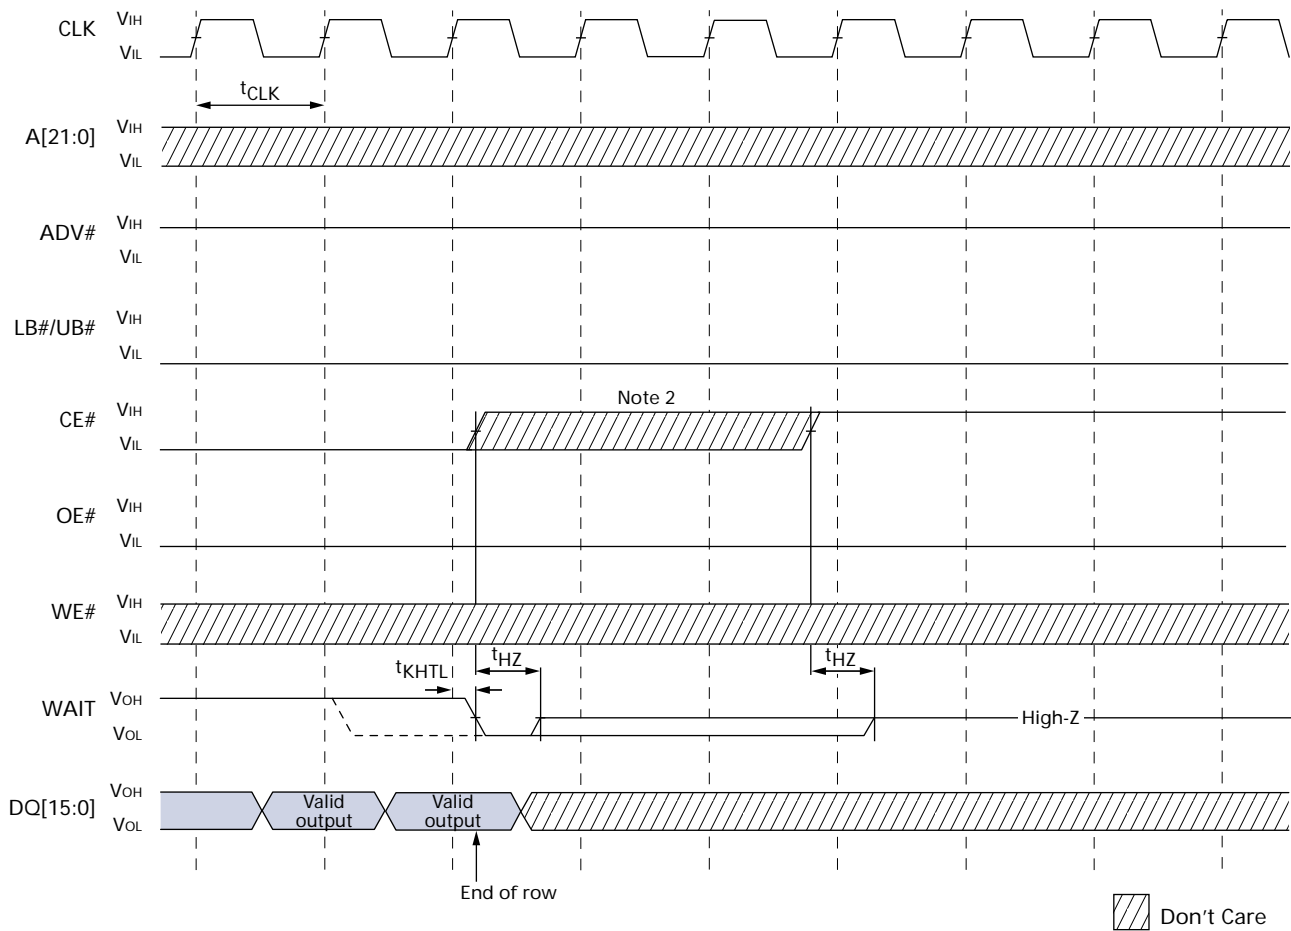 CLK
VIH
VIL
tCLK
A[21:0]
VIH
VIL
ADV#
VIH
VIL
LB#/UB#
VIH
VIL
CE#
VIH
VIL
Note 2
OE#
VIH
VIL
WE#
VIH
VIL
tKHTL
tHZ
tHZ
WAIT
VOH
VOL
High-Z
DQ[15:0]
VOH
VOL
Valid
output
Valid
output
End of row
Don't Care